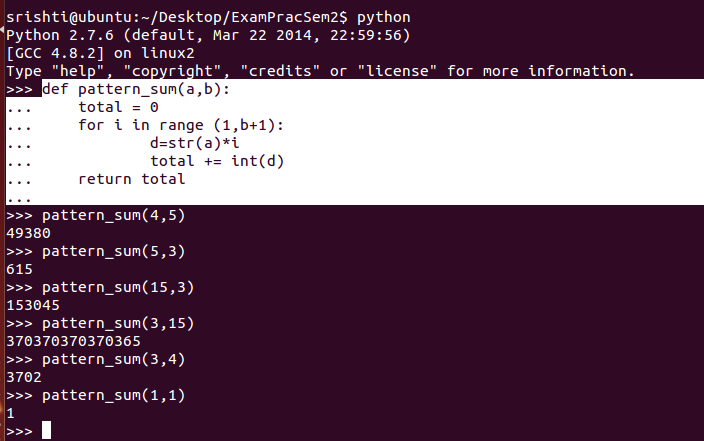 srishti@ubuntu:~/Desktop/ExamPracSem2$ python
Python 2.7.6 (default, Mar 22 2014, 22:59:56)
[GCC 4.8.2] on linux2
Type "help", "copyright", "credits" or "license" for more information.
>>> def pattern_sum(a,b):
...     total = 0
...     for i in range (1,b+1):
...             d=str(a)*i
...             total += int(d)
...     return total
...
>>> pattern_sum(4,5)
49380
>>> pattern_sum(5,3)
615
>>> pattern_sum(15,3)
153045
>>> pattern_sum(3,15)
370370370370365
>>> pattern_sum(3,4)
3702
>>> pattern_sum(1,1)
1
>>>